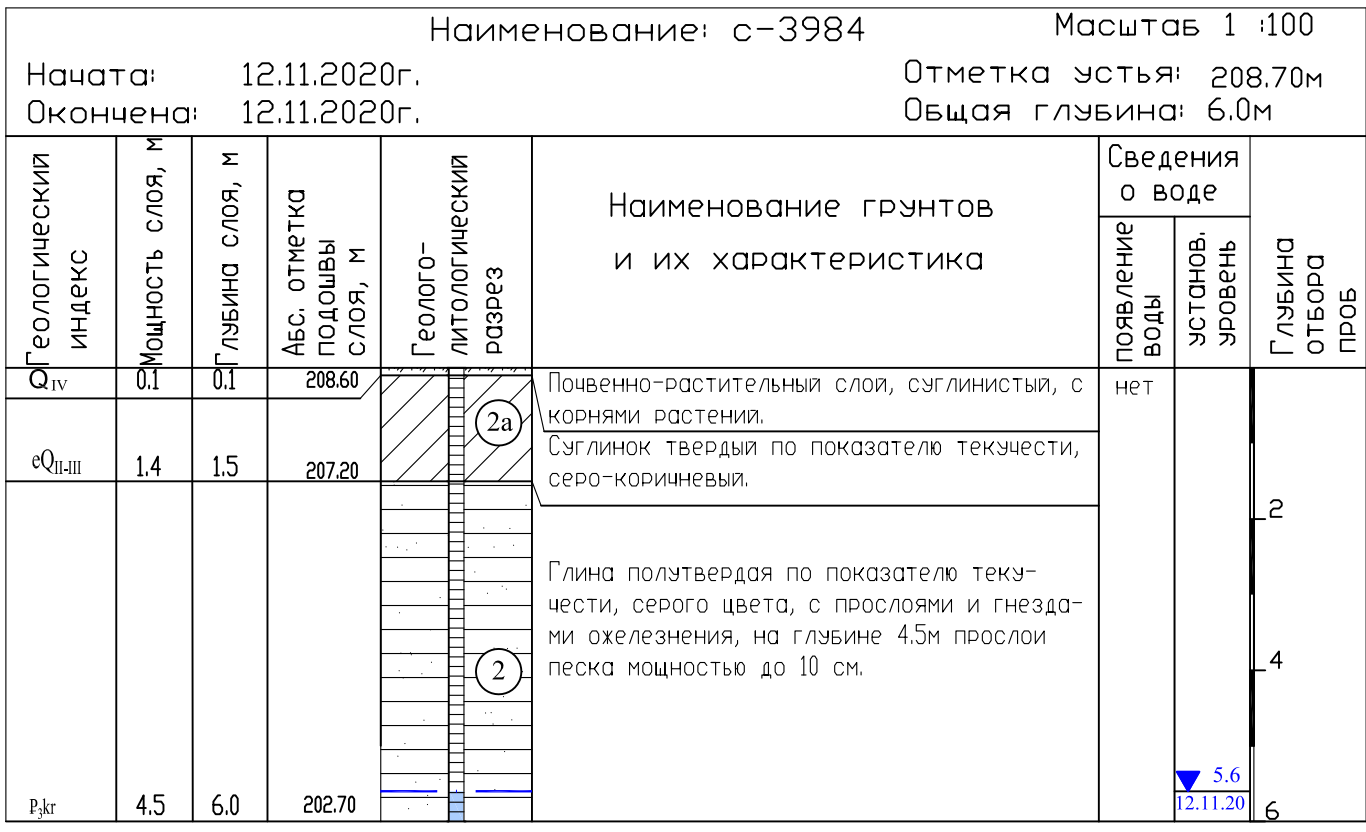 Наименование: с-3984
Масштаб 1 :100
Начата: 12.11.2020г.
Отметка устья: 208.70м
Окончена: 12.11.2020г.
Общая глубина: 6.0м
Геологический
индекс
Мощность слоя, м
Глубина слоя, м
Абс. отметка
подошвы
слоя, м
Геолого-
литологический
разрез
Наименование грунтов
и их характеристика
Сведения
о воде
появление
воды
установ.
уровень
Глубина
отбора
проб
Q IV 0.1 0.1 208.60
Почвенно-растительный слой, суглинистый, с
корнями растений.
нет
2а
eQ II-III 1.4 1.5 207.20
Суглинок твердый по показателю текучести,
серо-коричневый.
2
Глина полутвердая по показателю теку-
чести, серого цвета, с прослоями и гнезда-
ми ожелезнения, на глубине 4.5м прослои
песка мощностью до 10 см.
2
4
5.6
12.11.20
₽3kr 4.5 6.0 202.70
6